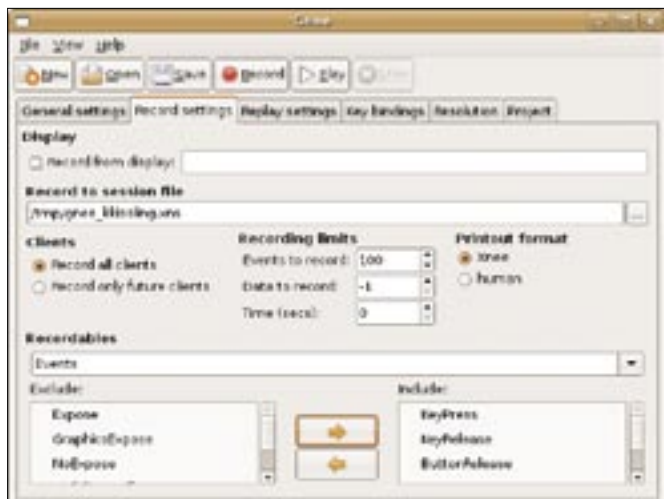 Gnee
File View Help
New Open Save Record Play
General settings Record settings Replay settings Key bindings Resolution Project
Display
Record from display:
Record to session file
...
Clients Recording limits Printout format
Record all clients Events to record: 100 Xnee
Record only future clients Data to record: -1 human
Time (secs): 0
Recordables
Events
Exclude: Include:
Expose KeyPress
GraphicsExpose KeyRelease
NoExpose ButtonRelease